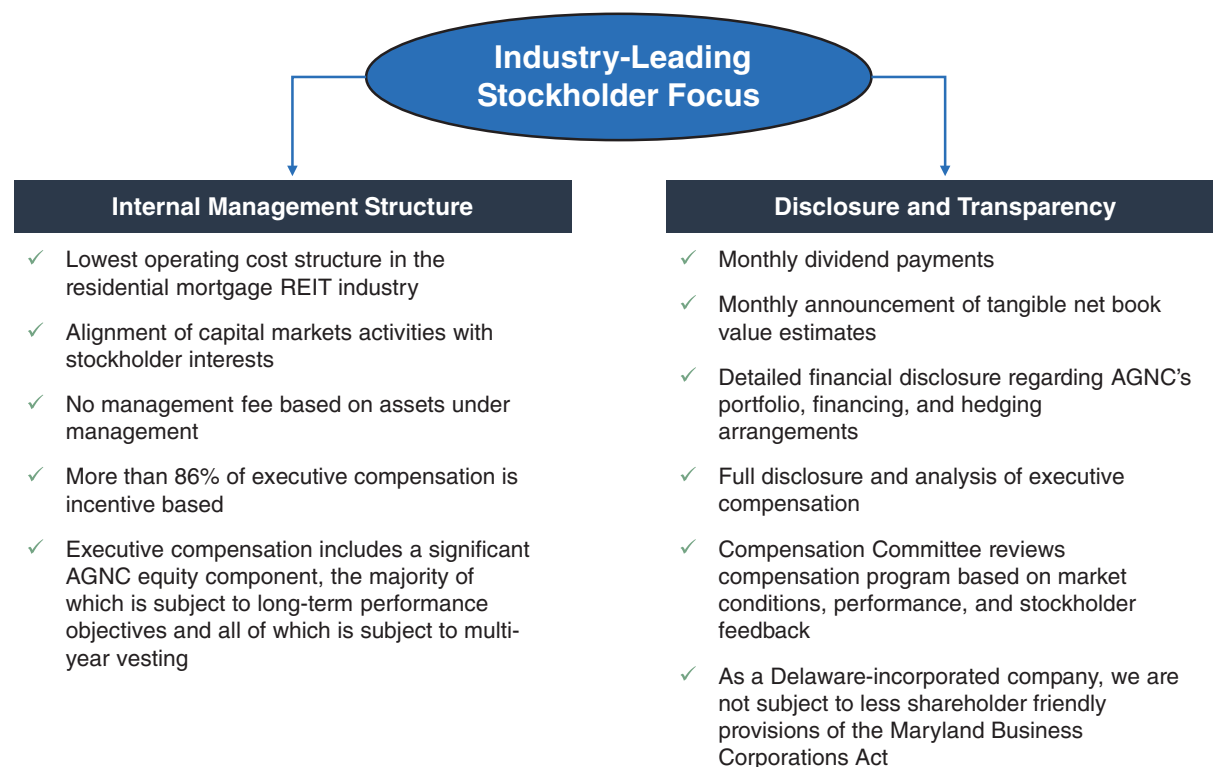 Industry-Leading
Stockholder Focus
Internal Management Structure
✓ Lowest operating cost structure in the
residential mortgage REIT industry
✓ Alignment of capital markets activities with
stockholder interests
✓ No management fee based on assets under
management
✓ More than 86% of executive compensation is
incentive based
✓ Executive compensation includes a significant
AGNC equity component, the majority of
which is subject to long-term performance
objectives and all of which is subject to multi-
year vesting
Disclosure and Transparency
✓ Monthly dividend payments
✓ Monthly announcement of tangible net book
value estimates
✓ Detailed financial disclosure regarding AGNC's
portfolio, financing, and hedging
arrangements
✓ Full disclosure and analysis of executive
compensation
✓ Compensation Committee reviews
compensation program based on market
conditions, performance, and stockholder
feedback
✓ As a Delaware-incorporated company, we are
not subject to less shareholder friendly
provisions of the Maryland Business
Corporations Act